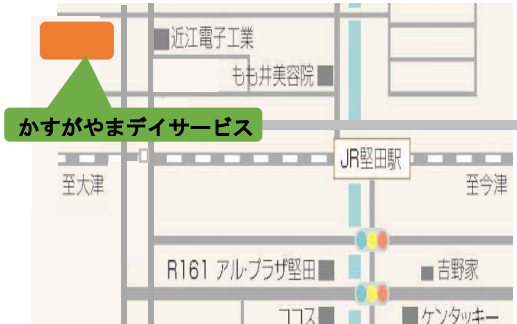 近江電子工業
もも井美容院
かすがやまデイサービス
JR堅田駅
至大津
至今津
R161 アル・プラザ堅田
吉野家
ココス
ケンタッキー